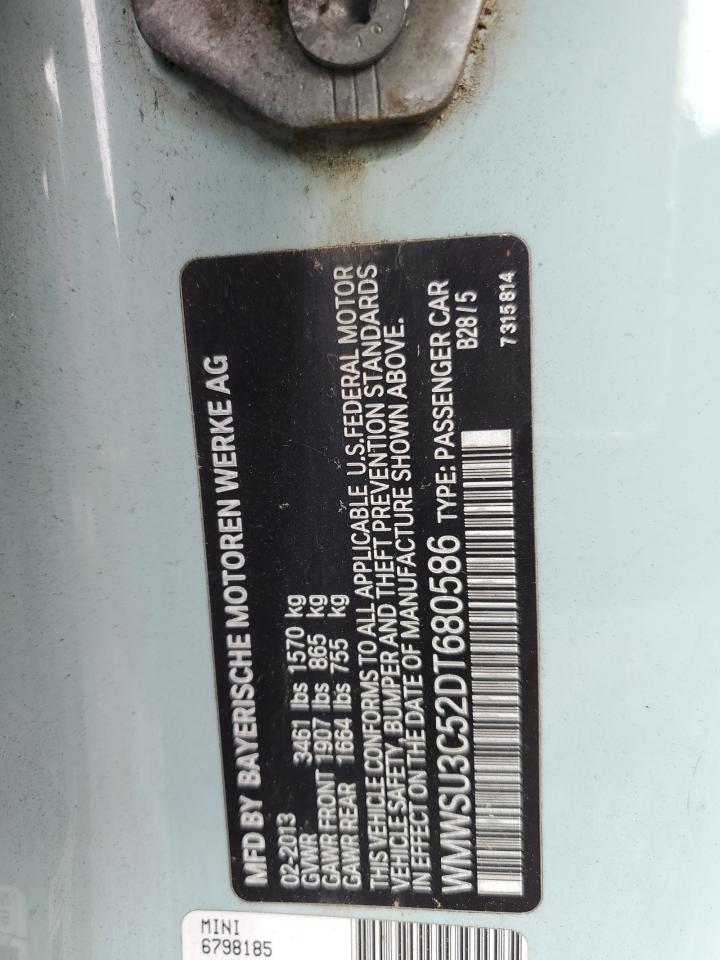 MFD BY BAYERISCHE MOTOREN WERKE AG
02-2013
GVWR 3461 lbs 1570 kg
GAWR FRONT 1907 lbs 865 kg
GAWR REAR 1664 lbs 755 kg
THIS VEHICLE CONFORMS TO ALL APPLICABLE U.S.FEDERAL MOTOR
VEHICLE SAFETY, BUMPER AND THEFT PREVENTION STANDARDS
IN EFFECT ON THE DATE OF MANUFACTURE SHOWN ABOVE.
WMWSU3C52DT680586 TYPE: PASSENGER CAR
B28/5
7315814
MINI
6798185
10